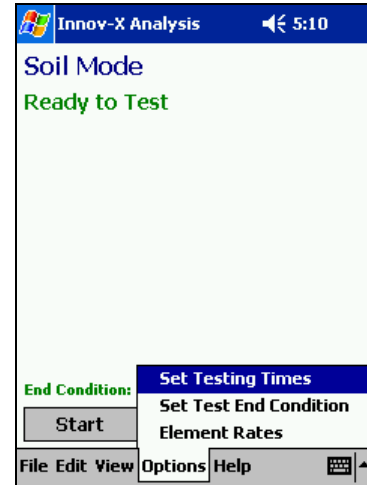 Innov-X Analysis 5:10
Soil Mode
Ready to Test
Set Testing Times
End Condition:
Set Test End Condition
Start
Element Rates
File Edit View Options Help